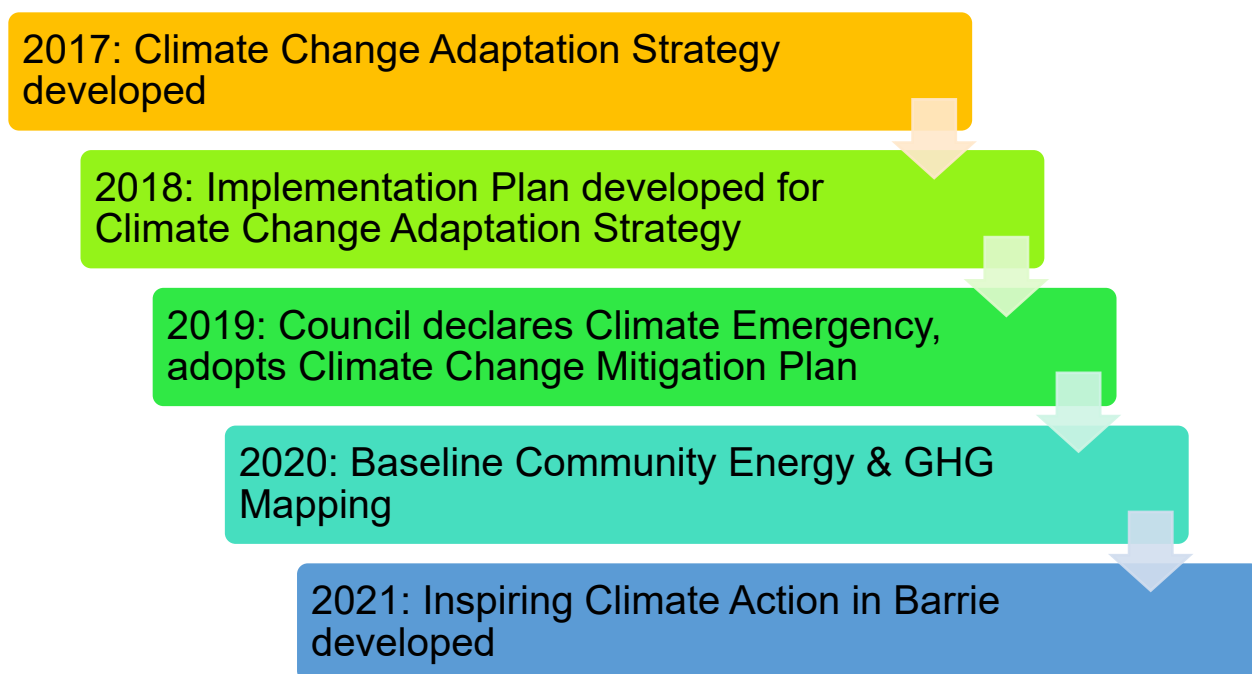 2017: Climate Change Adaptation Strategy
developed
2018: Implementation Plan developed for
Climate Change Adaptation Strategy
2019: Council declares Climate Emergency,
adopts Climate Change Mitigation Plan
2020: Baseline Community Energy & GHG
Mapping
2021: Inspiring Climate Action in Barrie
developed